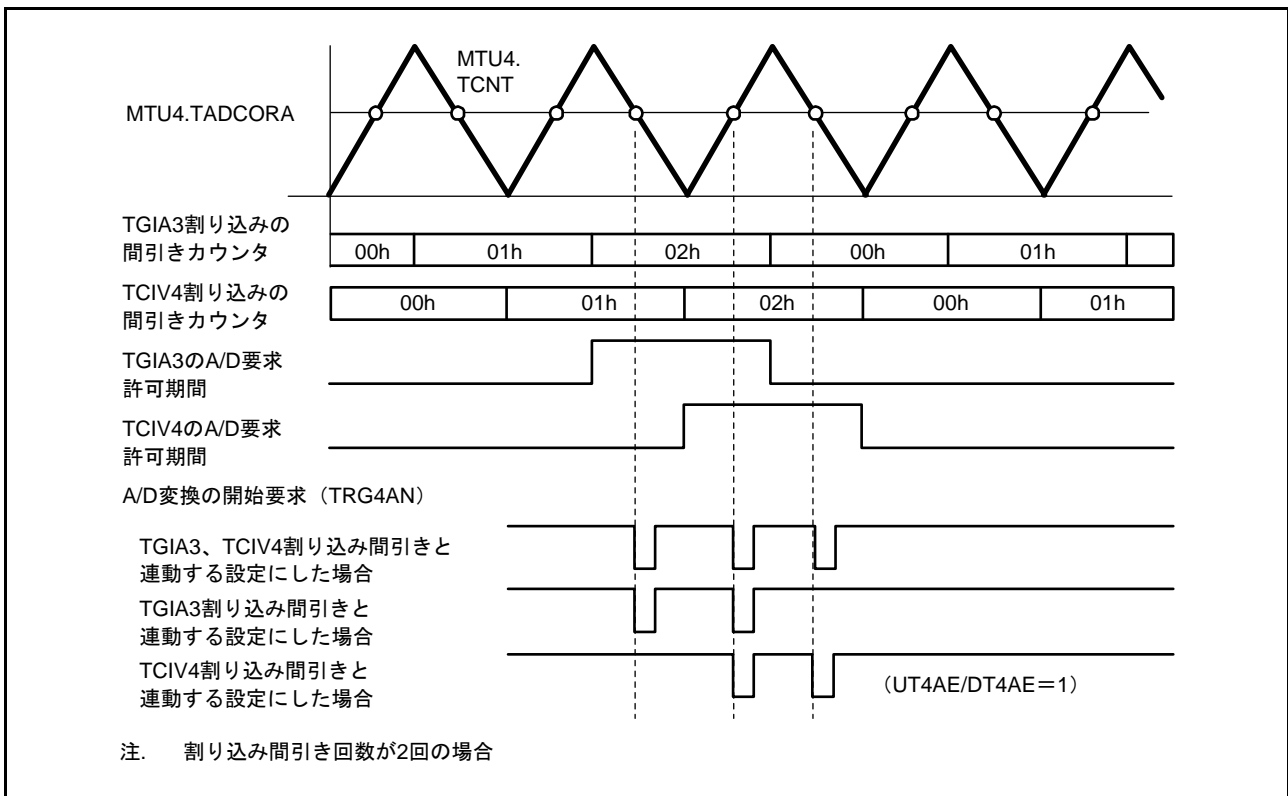 MTU4.
TCNT
MTU4.TADCORA
TGIA3割り込みの
間引きカウンタ
00h 01h 02h 00h 01h
TCIV4割り込みの
間引きカウンタ
00h 01h 02h 00h 01h
TGIA3のA/D要求
許可期間
TCIV4のA/D要求
許可期間
A/D変換の開始要求（TRG4AN）
TGIA3、TCIV4割り込み間引きと
連動する設定にした場合
TGIA3割り込み間引きと
連動する設定にした場合
TCIV4割り込み間引きと
連動する設定にした場合
（UT4AE/DT4AE＝1）
注. 割り込み間引き回数が2回の場合